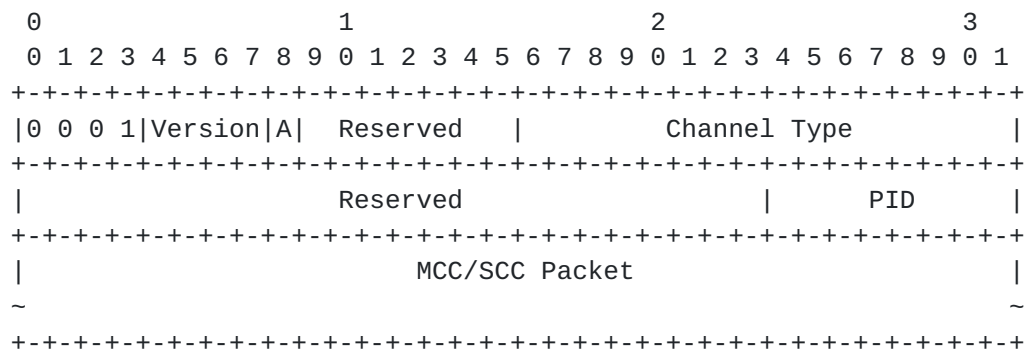 0                   1                   2                   3
 0 1 2 3 4 5 6 7 8 9 0 1 2 3 4 5 6 7 8 9 0 1 2 3 4 5 6 7 8 9 0 1
+-+-+-+-+-+-+-+-+-+-+-+-+-+-+-+-+-+-+-+-+-+-+-+-+-+-+-+-+-+-+-+-+
|0 0 0 1|Version|A|  Reserved   |         Channel Type          |
+-+-+-+-+-+-+-+-+-+-+-+-+-+-+-+-+-+-+-+-+-+-+-+-+-+-+-+-+-+-+-+-+
|                    Reserved                   |      PID      |
+-+-+-+-+-+-+-+-+-+-+-+-+-+-+-+-+-+-+-+-+-+-+-+-+-+-+-+-+-+-+-+-+
|                         MCC/SCC Packet                        |
~                                                               ~
+-+-+-+-+-+-+-+-+-+-+-+-+-+-+-+-+-+-+-+-+-+-+-+-+-+-+-+-+-+-+-+-+